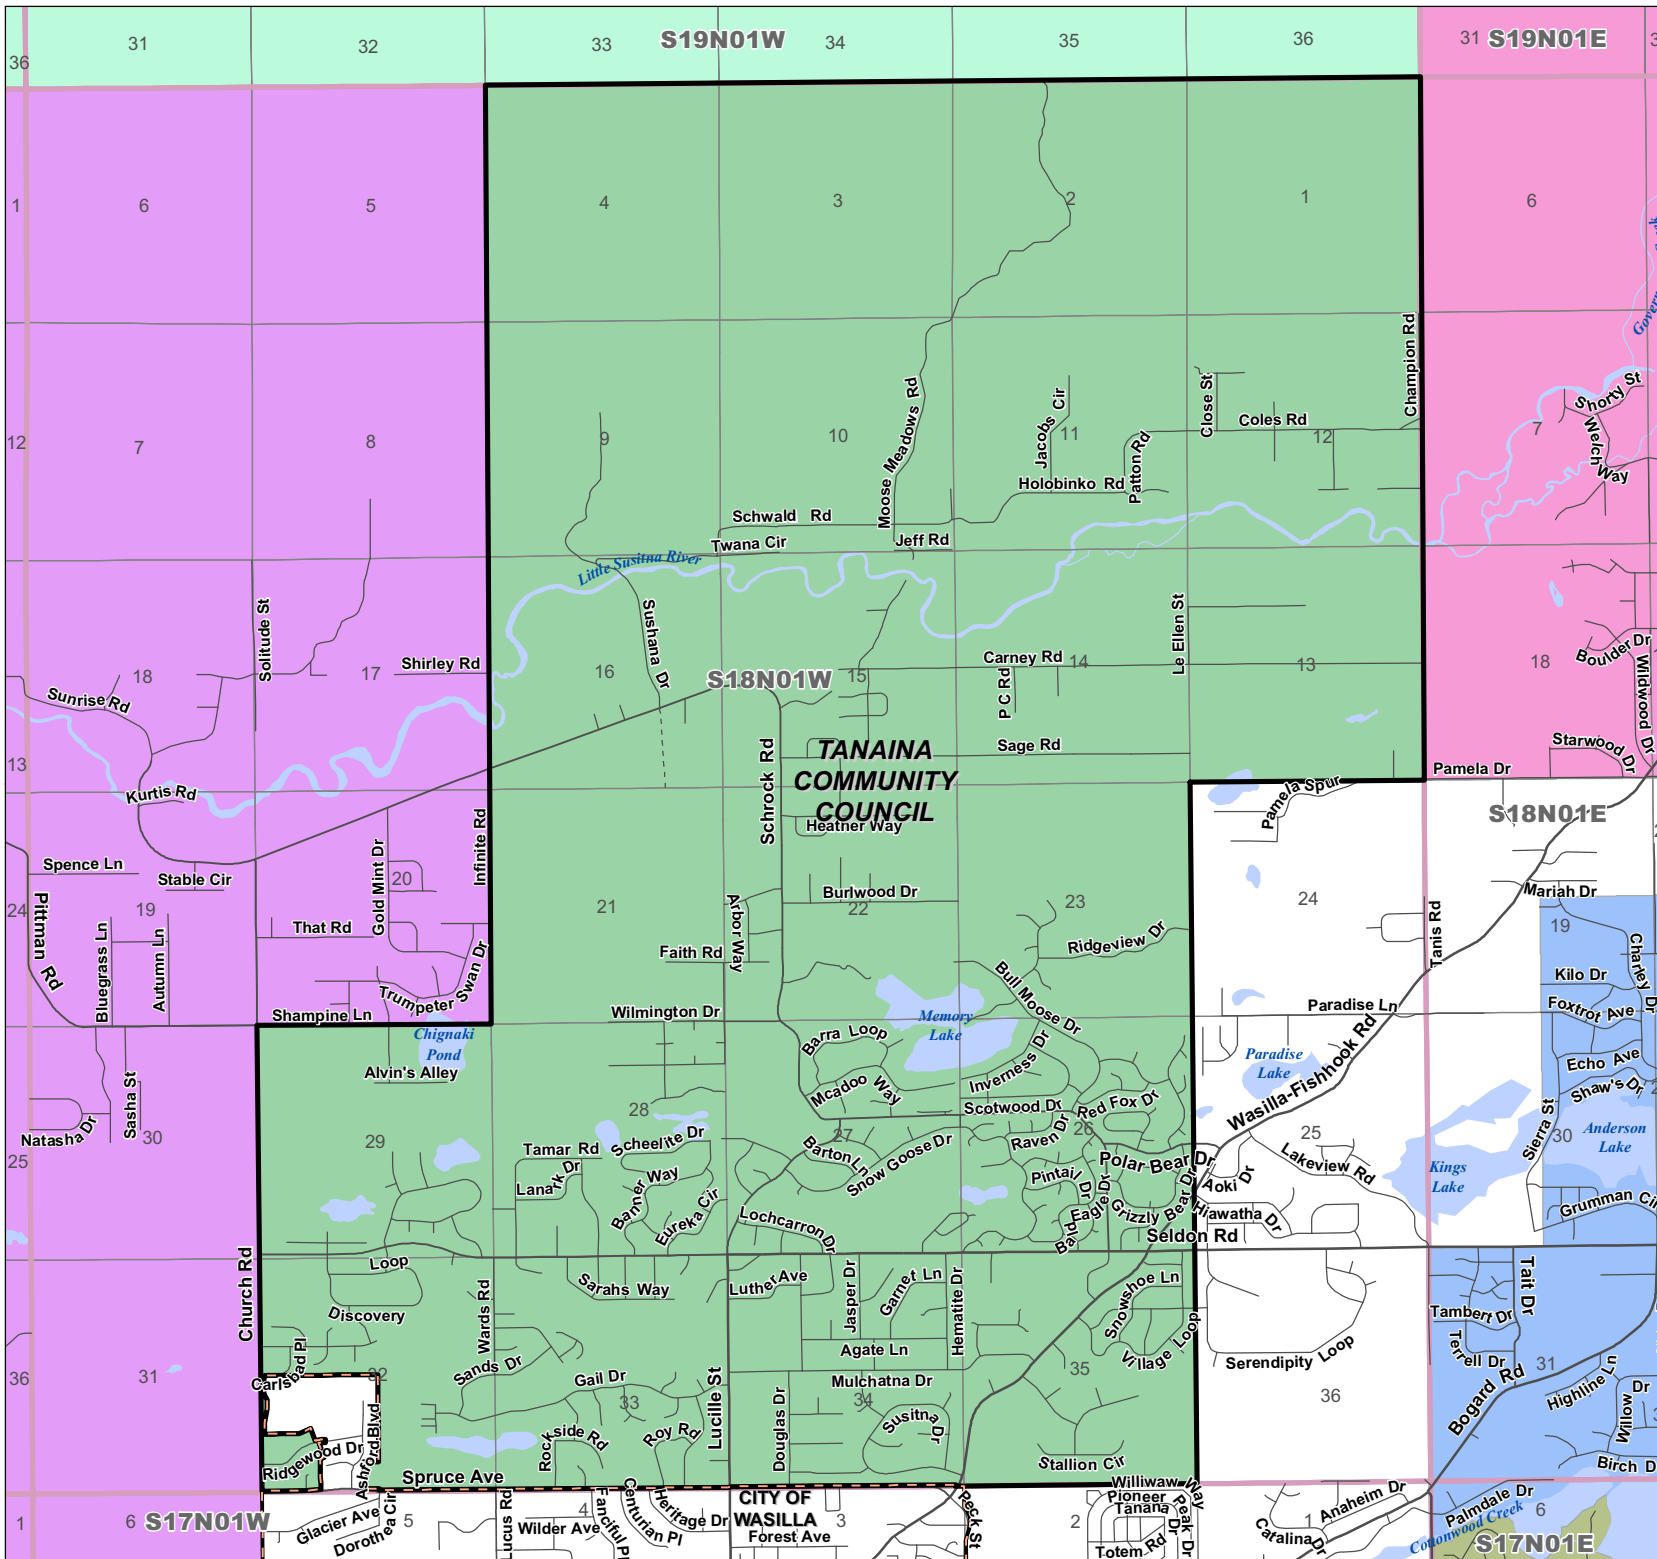 31
32
33
S19N01W
34
35
36
31
S19N01E
3
36
1
6
5
4
3
2
1
6
Govern
12
7
8
9
10
Moose Meadows Rd
Jacobs Cir
11
Patton Rd
Close St
Coles Rd
12
Champion Rd
7
Shorty St
Welch Way
Holobinko Rd
Schwald Rd
Twana Cir
Jeff Rd
Little Susitna River
Solitude St
Sushana Dr
Le Ellen St
18
17
Shirley Rd
16
S18N01W
15
Carney Rd
14
P C Rd
13
18
Boulder Dr
Wildwood Dr
Sunrise Rd
13
Kurtis Rd
Schrock Rd
TANAINA
COMMUNITY
COUNCIL
Sage Rd
Starwood Dr
Pamela Dr
Pamela Spur
S18N01E
2
Heather Way
Infinite Rd
Spence Ln
Stable Cir
Gold Mint Dr
20
Burlwood Dr
Mariah Dr
24
Pittman Rd
19
Bluegrass Ln
Autumn Ln
That Rd
Swan Dr
21
Arbor Way
22
23
24
Tanis Rd
19
Faith Rd
Ridgeview Dr
Charley Dr
Kilo Dr
Trumpeter
Shampine Ln
Wilmington Dr
Bull Moose Dr
Paradise Ln
Foxtrot Ave
Chignaki
Pond
Memory
Lake
Barra Loop
Inverness Dr
Paradise
Lake
Wasilla-Fishhook Rd
Echo Ave
Shaw's Dr
2
Alvin's Alley
Mcadoo Way
Natasha Dr
Sasha St
30
25
29
28
Scheelite Dr
Tamar Rd
Lanark Dr
Banner Way
Eureka Cir
27
Barton Ln
Snow Goose Dr
Scotwood Dr
Red Fox Dr
Raven Dr
26
Polar Bear Dr
Pintail Dr
Eagle Dr
Bald
Grizzly Bear Dr
Aoki Dr
25
Lakeview Rd
Hiawatha Dr
Kings
Lake
Sierra St
30
Anderson
Lake
Grumman Cir
Lochcarron Dr
Seldon Rd
Church Rd
Loop
Discovery
Wards Rd
Sarahs Way
Luther Ave
Jasper Dr
Garnet Ln
Hematite Dr
Snowshoe Ln
Village Loop
Serendipity Loop
Tait Dr
Tambert Dr
Terrell Dr
Agate Ln
36
31
Carlsbad Pl
32
Sands Dr
Gail Dr
33
Lucille St
Mulchatna Dr
34
35
36
Bogard Rd
31
Highline Ln
Willow Dr
3
Douglas Dr
Susitna Dr
Rockside Rd
Roy Rd
Ridgewood Dr
Ashford Blvd
Spruce Ave
Stallion Cir
Birch D
Williwaw Way
1
6
S17N01W
Glacier Ave
Dorothea Cir
5
Lucus Rd
Wilder Ave
4
Fanciful Pl
Centurian Pl
Heritage Dr
CITY OF
WASILLA
Forest Ave
3
Peck St
2
Pioneer
Tanana
Peak Dr
Totem Rd
Catalina Dr
1
Anaheim Dr
Palmdale Dr
Cottonwood Creek
6
S17N01E